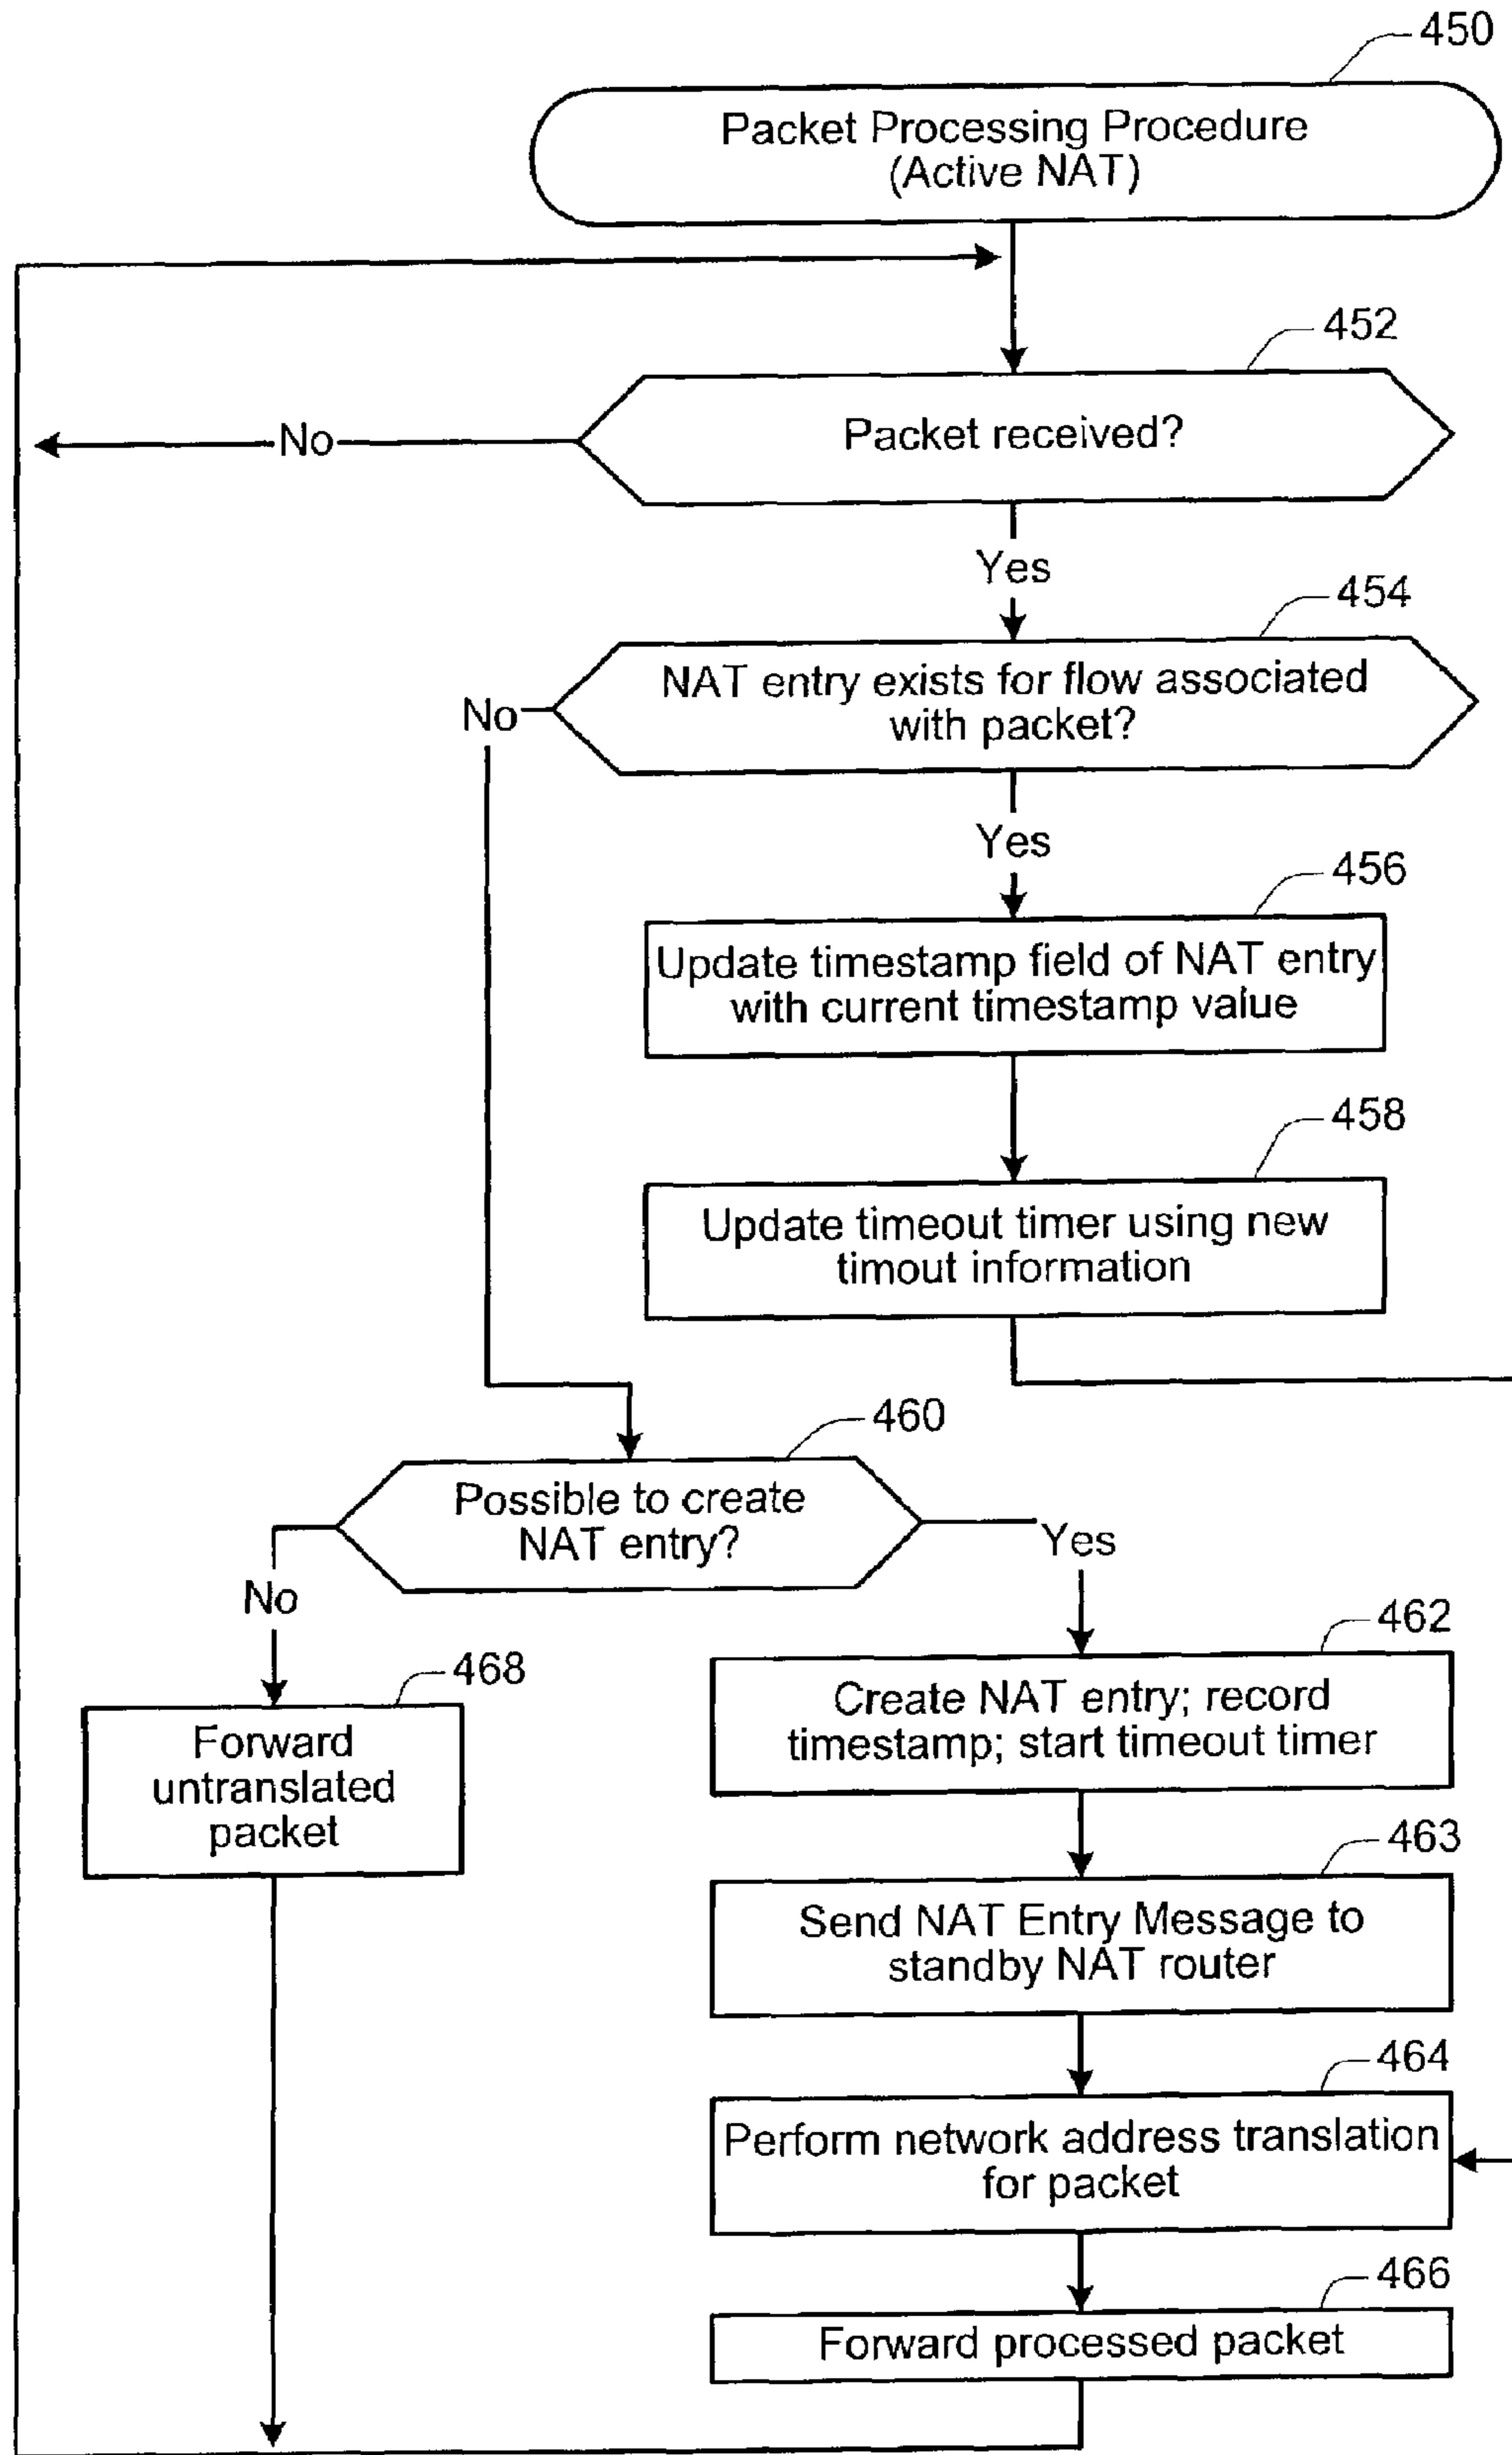 450
Packet Processing Procedure
(Active NAT)
452
Packet received?
No
Yes
454
NAT entry exists for flow associated
with packet?
No
Yes
456
Update timestamp field of NAT entry
with current timestamp value
458
Update timeout timer using new
timout information
460
Possible to create
NAT entry?
No
Yes
462
Create NAT entry; record
timestamp; start timeout timer
468
Forward
untranslated
packet
463
Send NAT Entry Message to
standby NAT router
464
Perform network address translation
for packet
466
Forward processed packet